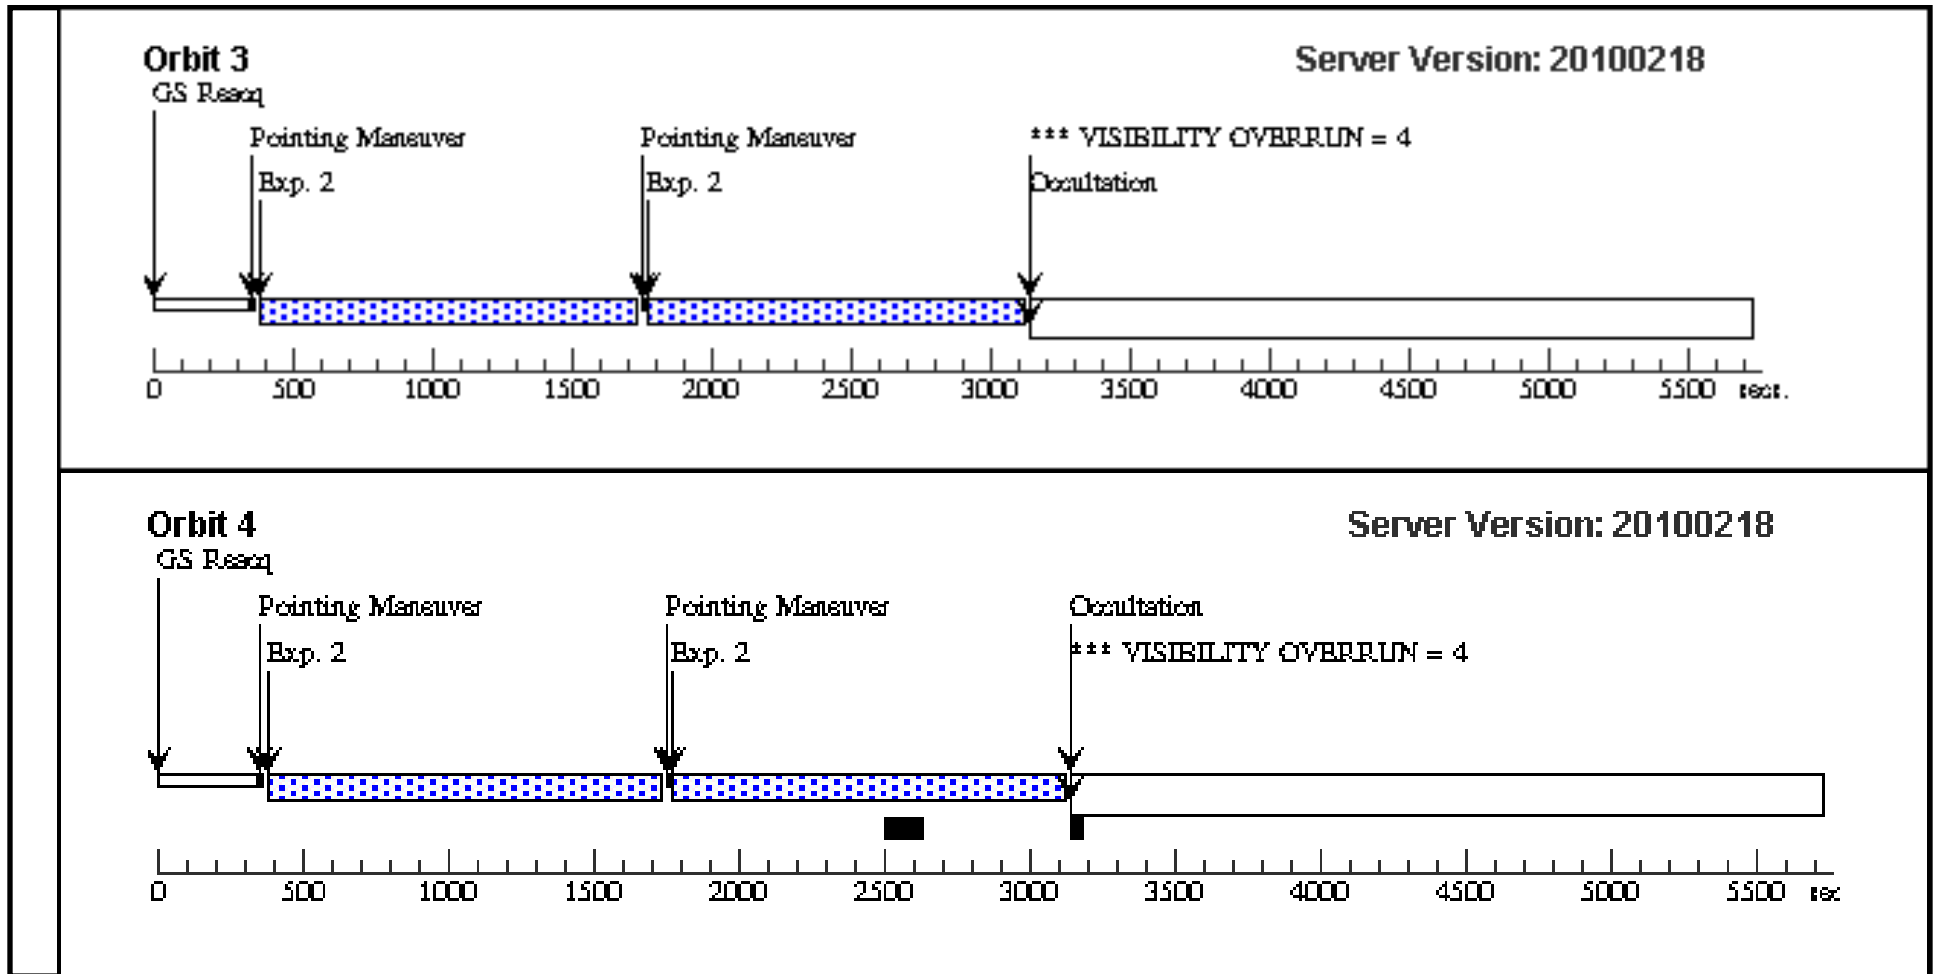 Orbit 3 Server Version: 20100218
GS Reacq
Pointing Maneuver Pointing Maneuver *** VISIBILITY OVERRUN = 4
Exp. 2 Exp. 2 Occultation
0 500 1000 1500 2000 2500 3000 3500 4000 4500 5000 5500 secs.
Orbit 4 Server Version: 20100218
GS Reacq
Pointing Maneuver Pointing Maneuver Occultation
Exp. 2 Exp. 2 *** VISIBILITY OVERRUN = 4
0 500 1000 1500 2000 2500 3000 3500 4000 4500 5000 5500 sec